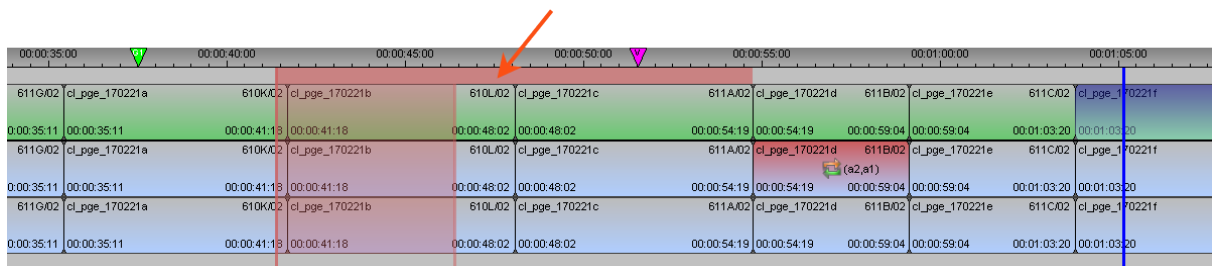 00:00:35:00 01 00:00:40:00 00:00:45:00 00:00:50:00 V 00:00:55:00 00:01:00:00 00:01:05:00
611G/02 cl_pge_170221a 610K/02 cl_pge_170221b 610L/02 cl_pge_170221c 611A/02 cl_pge_170221d 611B/02 cl_pge_170221e 611C/02 cl_pge_170221f
0:00:35:11 00:00:35:11 00:00:41:18 00:00:41:18 00:00:48:02 00:00:48:02 00:00:54:19 00:00:54:19 00:00:59:04 00:00:59:04 00:01:03:20 00:01:03:20
611G/02 cl_pge_170221a 610K/02 cl_pge_170221b 610L/02 cl_pge_170221c 611A/02 cl_pge_170221d 611B/02 cl_pge_170221e 611C/02 cl_pge_170221f
(a2,a1)
0:00:35:11 00:00:35:11 00:00:41:18 00:00:41:18 00:00:48:02 00:00:48:02 00:00:54:19 00:00:54:19 00:00:59:04 00:00:59:04 00:01:03:20 00:01:03:20
611G/02 cl_pge_170221a 610K/02 cl_pge_170221b 610L/02 cl_pge_170221c 611A/02 cl_pge_170221d 611B/02 cl_pge_170221e 611C/02 cl_pge_170221f
0:00:35:11 00:00:35:11 00:00:41:18 00:00:41:18 00:00:48:02 00:00:48:02 00:00:54:19 00:00:54:19 00:00:59:04 00:00:59:04 00:01:03:20 00:01:03:20